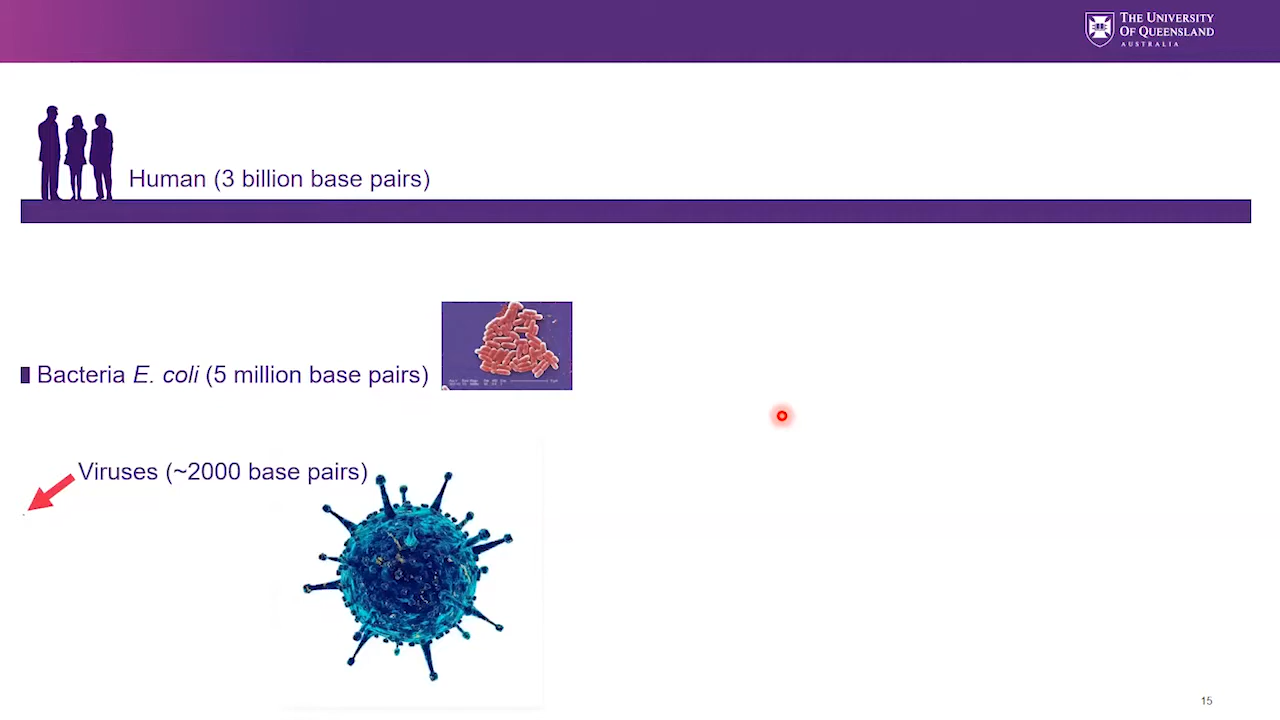 THE UNIVERSITY
OF QUEENSLAND
AUSTRALIA
Human (3 billion base pairs)
Bacteria E. coli (5 million base pairs)
Viruses (~2000 base pairs)
15